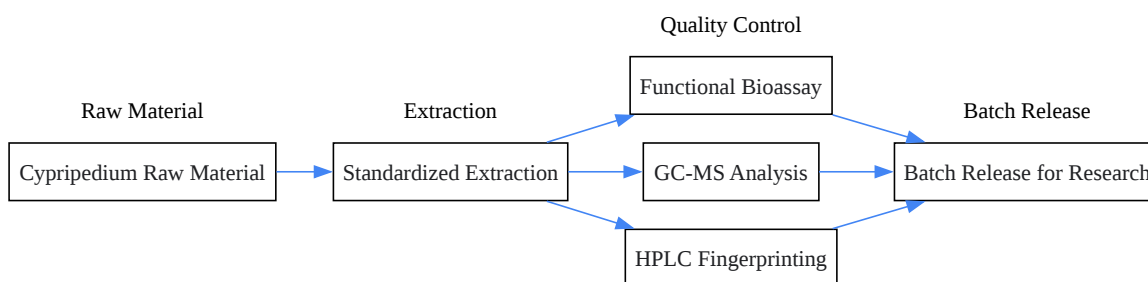 Quality Control
Functional Bioassay
Raw Material
Extraction
Batch Release
Cypripedium Raw Material
Standardized Extraction
GC-MS Analysis
Batch Release for Research
HPLC Fingerprinting